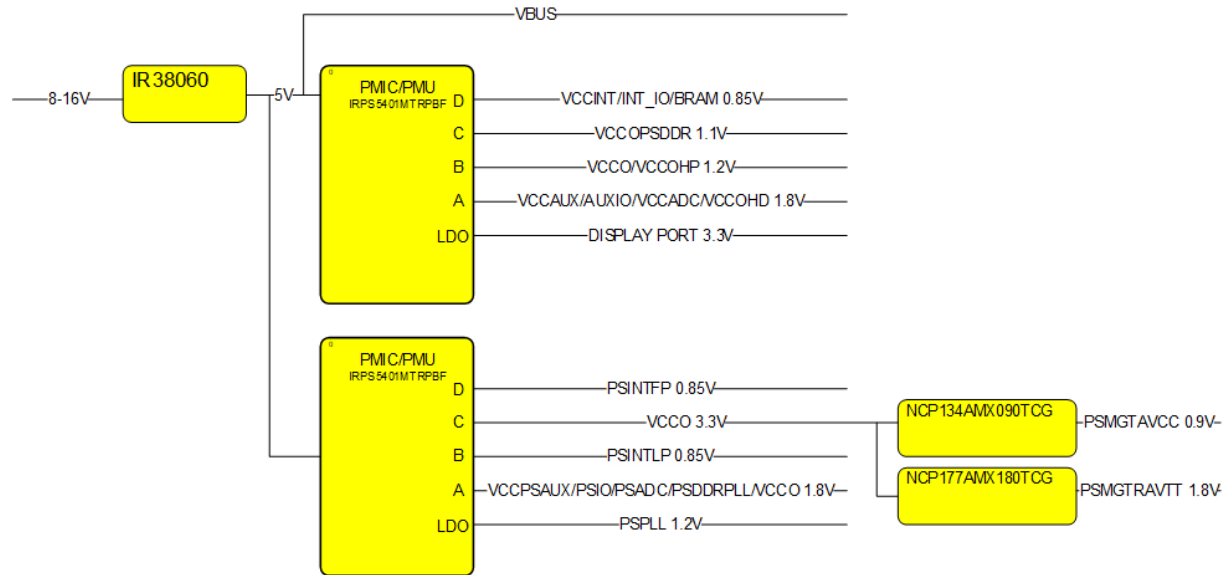 VBUS
IR38060
8-16V
5V
PMIC/PMU
IRPS5401MTRPBF
D
VCCINT/INT_IO/BRAM 0.85V
C
VCCOPSDDR 1.1V
B
VCCO/VCCOHP 1.2V
A
VCCAUX/AUXIO/VCCADC/VCCOHD 1.8V
LDO
DISPLAY PORT 3.3V
PMIC/PMU
IRPS5401MTRPBF
D
PSINTFP 0.85V
C
VCCO 3.3V
NCP134AMX090TCG
PSMGTAVCC 0.9V
B
PSINTLP 0.85V
NCP177AMX180TCG
PSMGTRAVTT 1.8V
A
VCCPSAUX/PSIO/PSADC/PSDDRPLL/VCCO 1.8V
LDO
PSPLL 1.2V